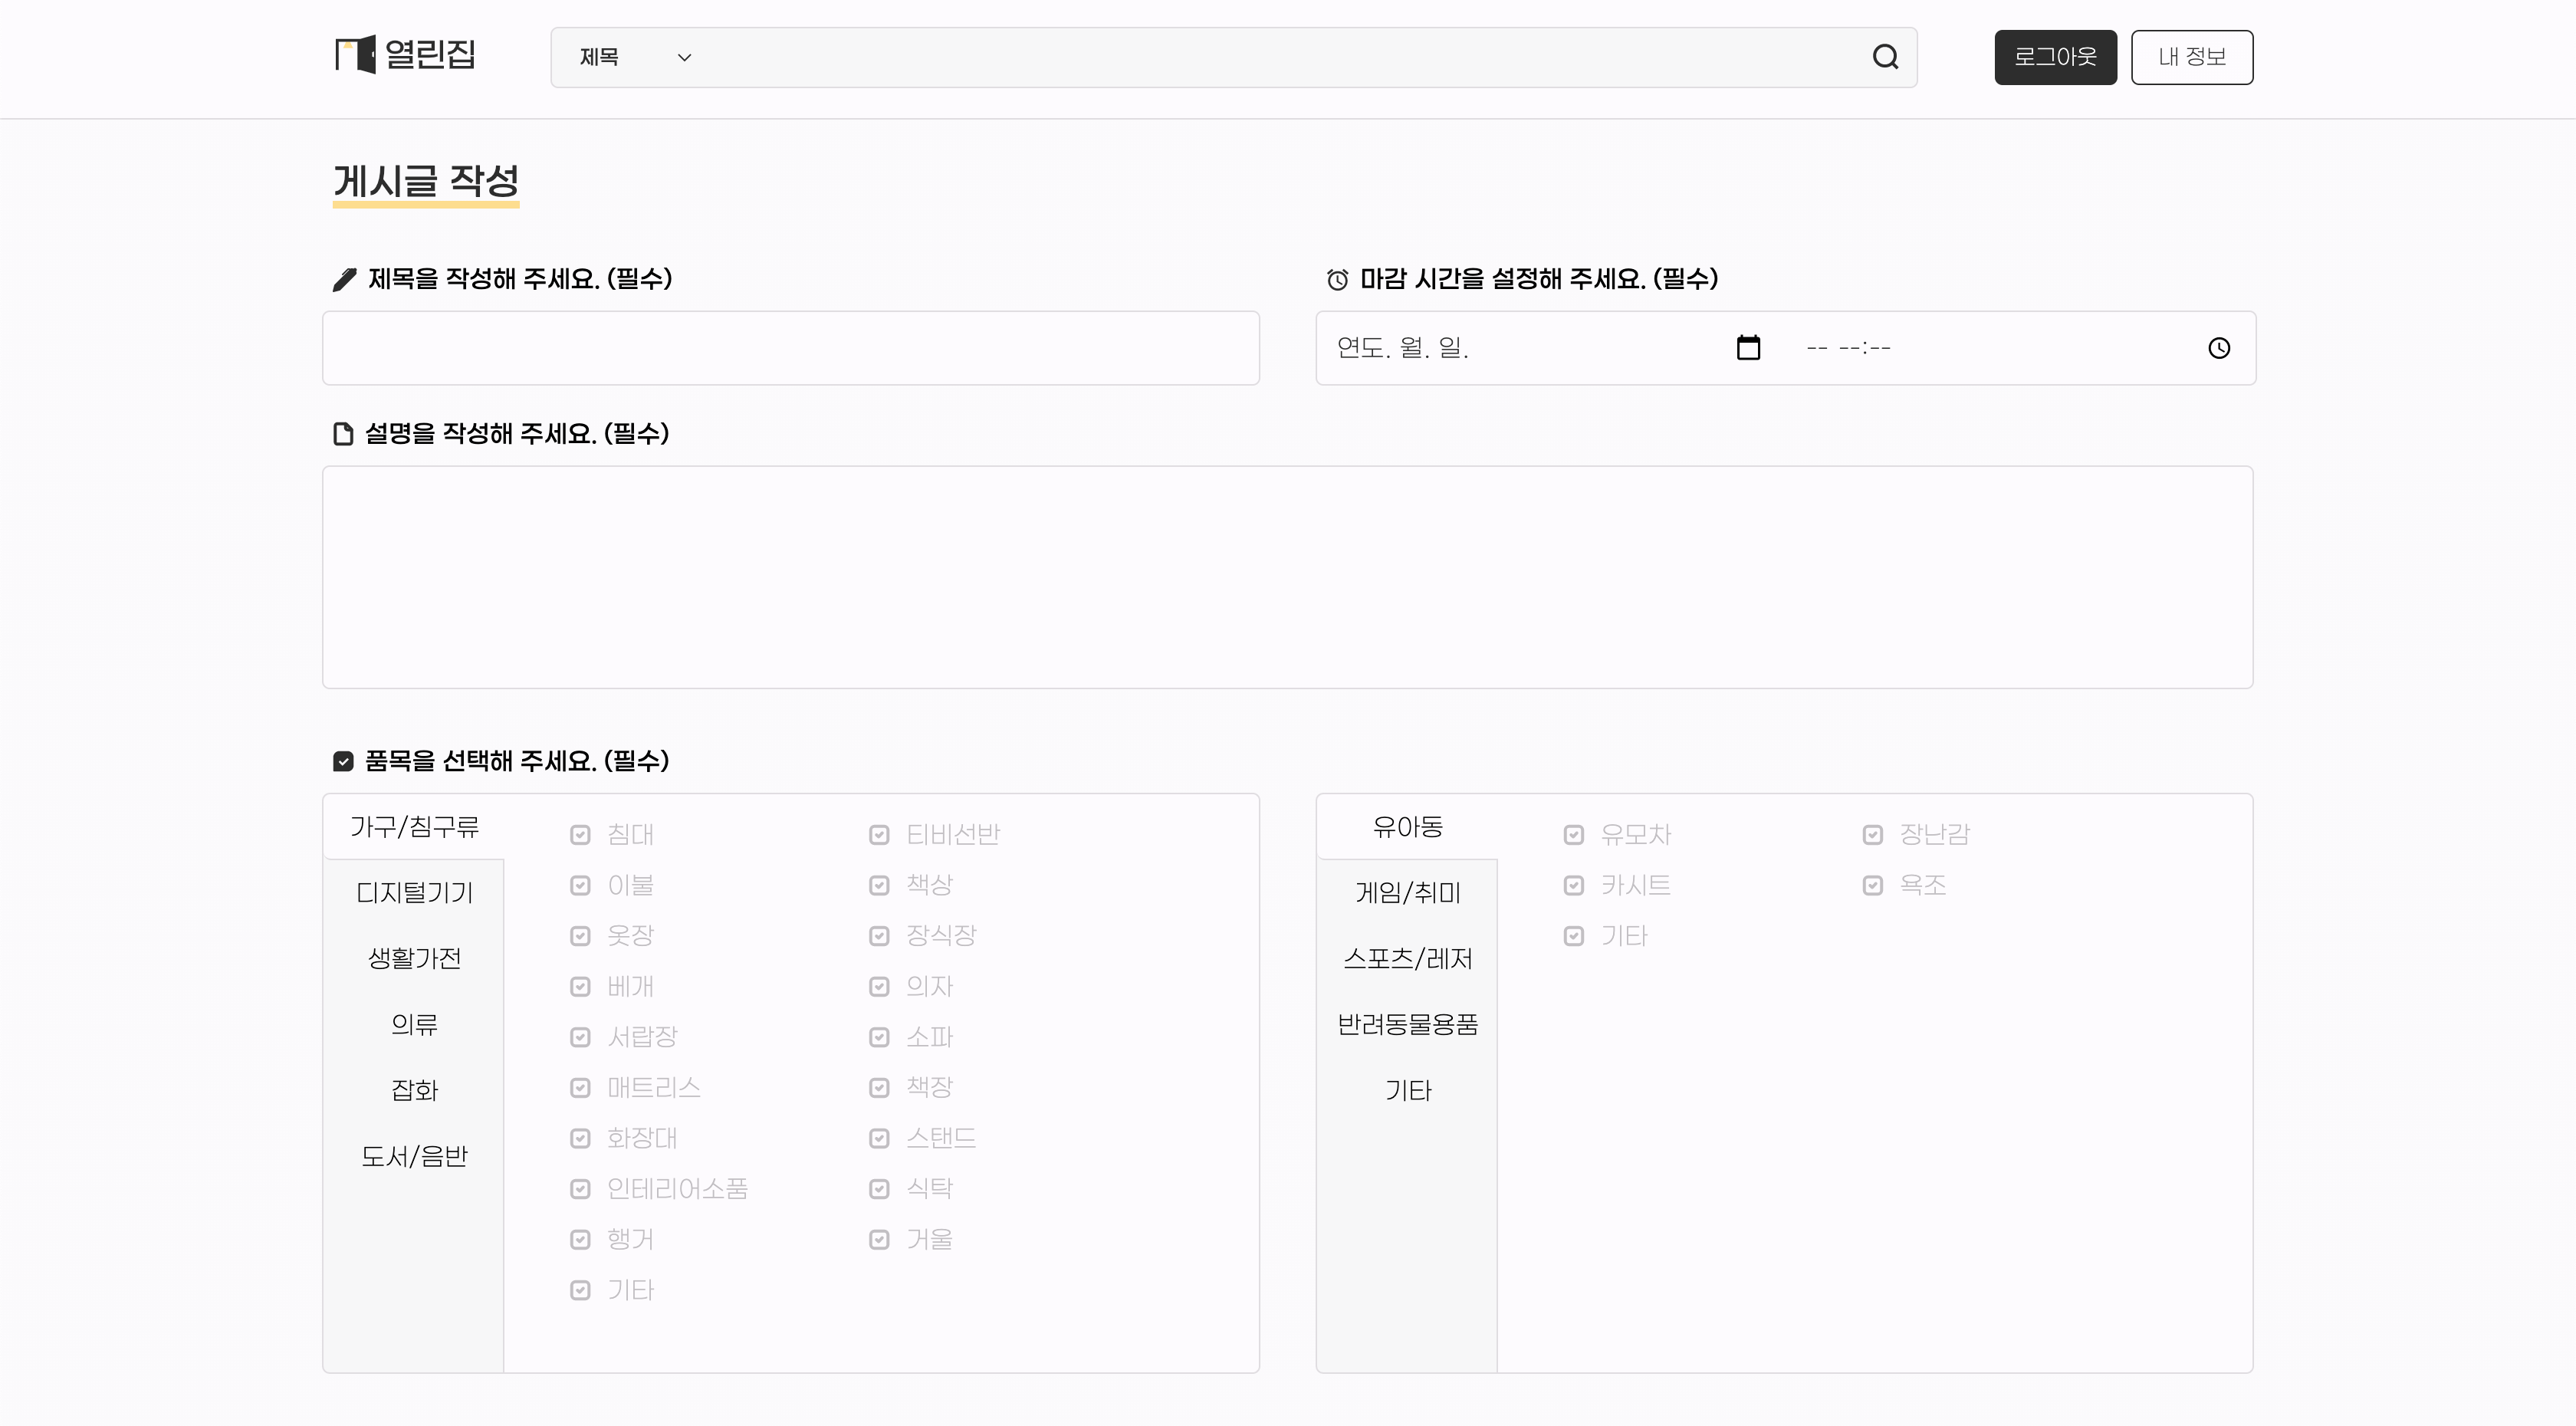 열린집
제목
로그아웃
내 정보
게시글 작성
제목을 작성해 주세요. (필수)
마감 시간을 설정해 주세요. (필수)
연도. 월. 일.
-- --:--
설명을 작성해 주세요. (필수)
품목을 선택해 주세요. (필수)
가구/침구류
디지털기기
생활가전
의류
잡화
도서/음반
침대
티비선반
이불
책상
옷장
장식장
베개
의자
서랍장
소파
매트리스
책장
화장대
스탠드
인테리어소품
식탁
행거
거울
기타
유아동
게임/취미
스포츠/레저
반려동물용품
기타
유모차
장난감
카시트
욕조
기타